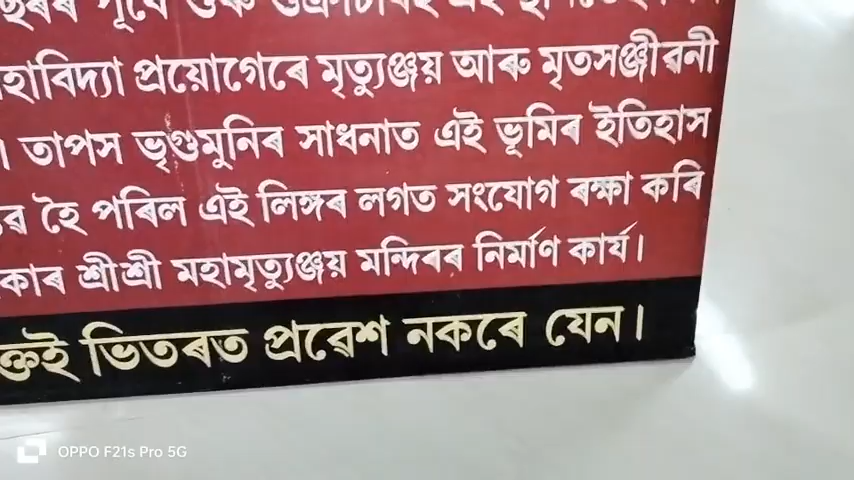 পূৰ্বে
মহাবিদ্যা প্ৰয়োগেৰে মৃত্যুঞ্জয় আৰু মৃতসঞ্জীৱনী
। তাপস ভৃগুমুনিৰ সাধনাত এই ভূমিৰ ইতিহাস
হৈ পৰিল এই লিঙ্গৰ লগত সংযোগ ৰক্ষা কৰি
শ্ৰীশ্ৰী মহামৃত্যুঞ্জয় মন্দিৰৰ নিৰ্মাণ কাৰ্য।
ভিতৰত প্ৰৱেশ নকৰে যেন।
OPPO F21s Pro 5G